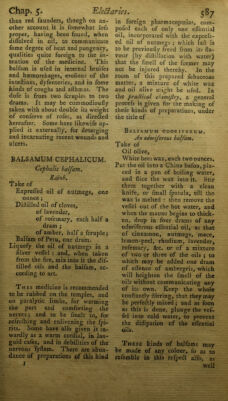 Chap. 5. Electaries. 587
than red saunders, though on an-
other account it is somewhat less
proper, having been found, when
distilled in oil, to communicate
some degree of heat and pungency,
qualities quite foreign to the in-
tention of the medicine. This
balsam is used in internal bruises
and hemorrhages, erosions of the
intestines, dysenteries, and in some
kinds of coughs and asthmas. The
dose is from two scruples to two
drams. It may be commodiously
taken with about double its weight
of conserve of roses, as directed
hereafter. Some have likewise ap-
plied it externally, for deterging
and incarnating recent wounds and
ulcers.
BALSAMUM CEPHALICUM.
Cephalic balsam.
Edinb.
Take of
Expressed oil of nutmegs, one
ounce;
Distilled oil of cloves,
of lavender,
of rosemary, each half a
dram;
of amber, half a scruple;
Balsam of Peru, one dram.
Liquefy the oil of nutmegs in a
silver vessel; and, when taken
from the fire, mix into it the dis-
tilled oils and the balsam, ac-
cording to art.
THIS medicine is recommended
to be rubbed on the temples, and
on paralytic limbs, for warming
the part and comforting the
nerves; and to be smelt to, for
refreshing and enlivening the spi-
rits. Some have also given it in-
wardly as a warm cordial, in lan-
guid cases, and in debilities of the
nervous system. There are abun-
dance of preparations of this kind
in foreign pharmacopœias, com-
posed each of only one essential
oil, incorporated with the expres-
sed oil of nutmegs; which last is
to be previously freed from its fla-
vour (by distillation with water)
that the smell of the former may
not be injured thereby. In the
room of this prepared sebaceous
matter, a mixture of white wax
and oil olive might be used. In
the practical chemistry, a general
process is given for the making of
these kinds of preparations, under
the title of
BALSAMUM ODORIFERUM.
An odoriferous balsam.
Take of
Oil olive,
White bees wax, each two ounces.
Put the oil into a China basin, pla-
ced in a pan of boiling water,
and slice the wax into it. Stir
them together with a clean
knife, or small spatula, till the
wax is melted: then remove the
vessel out of the hot water, and
when the matter begins to thick-
en, drop in four drams of any
odoriferous essential oil, as that
of cinnamon, nutmegs, mace,
lemon-peel, rhodium, lavender,
rosemary, &c. or of a mixture
of two or three of the oils; to
which may be added one dram
of essence of ambergris, which
will heighten the smell of the
oils without communicating any
of its own. Keep the whole
constantly stirring, that they may
be perfectly mixed; and as soon
as this is done, plunge the ves-
sel into cold water, to prevent
the dissipation of the essential
oils.
THESE kinds of balsams may
be made of any colour, so as to
resemble in this respect also, as
I
well